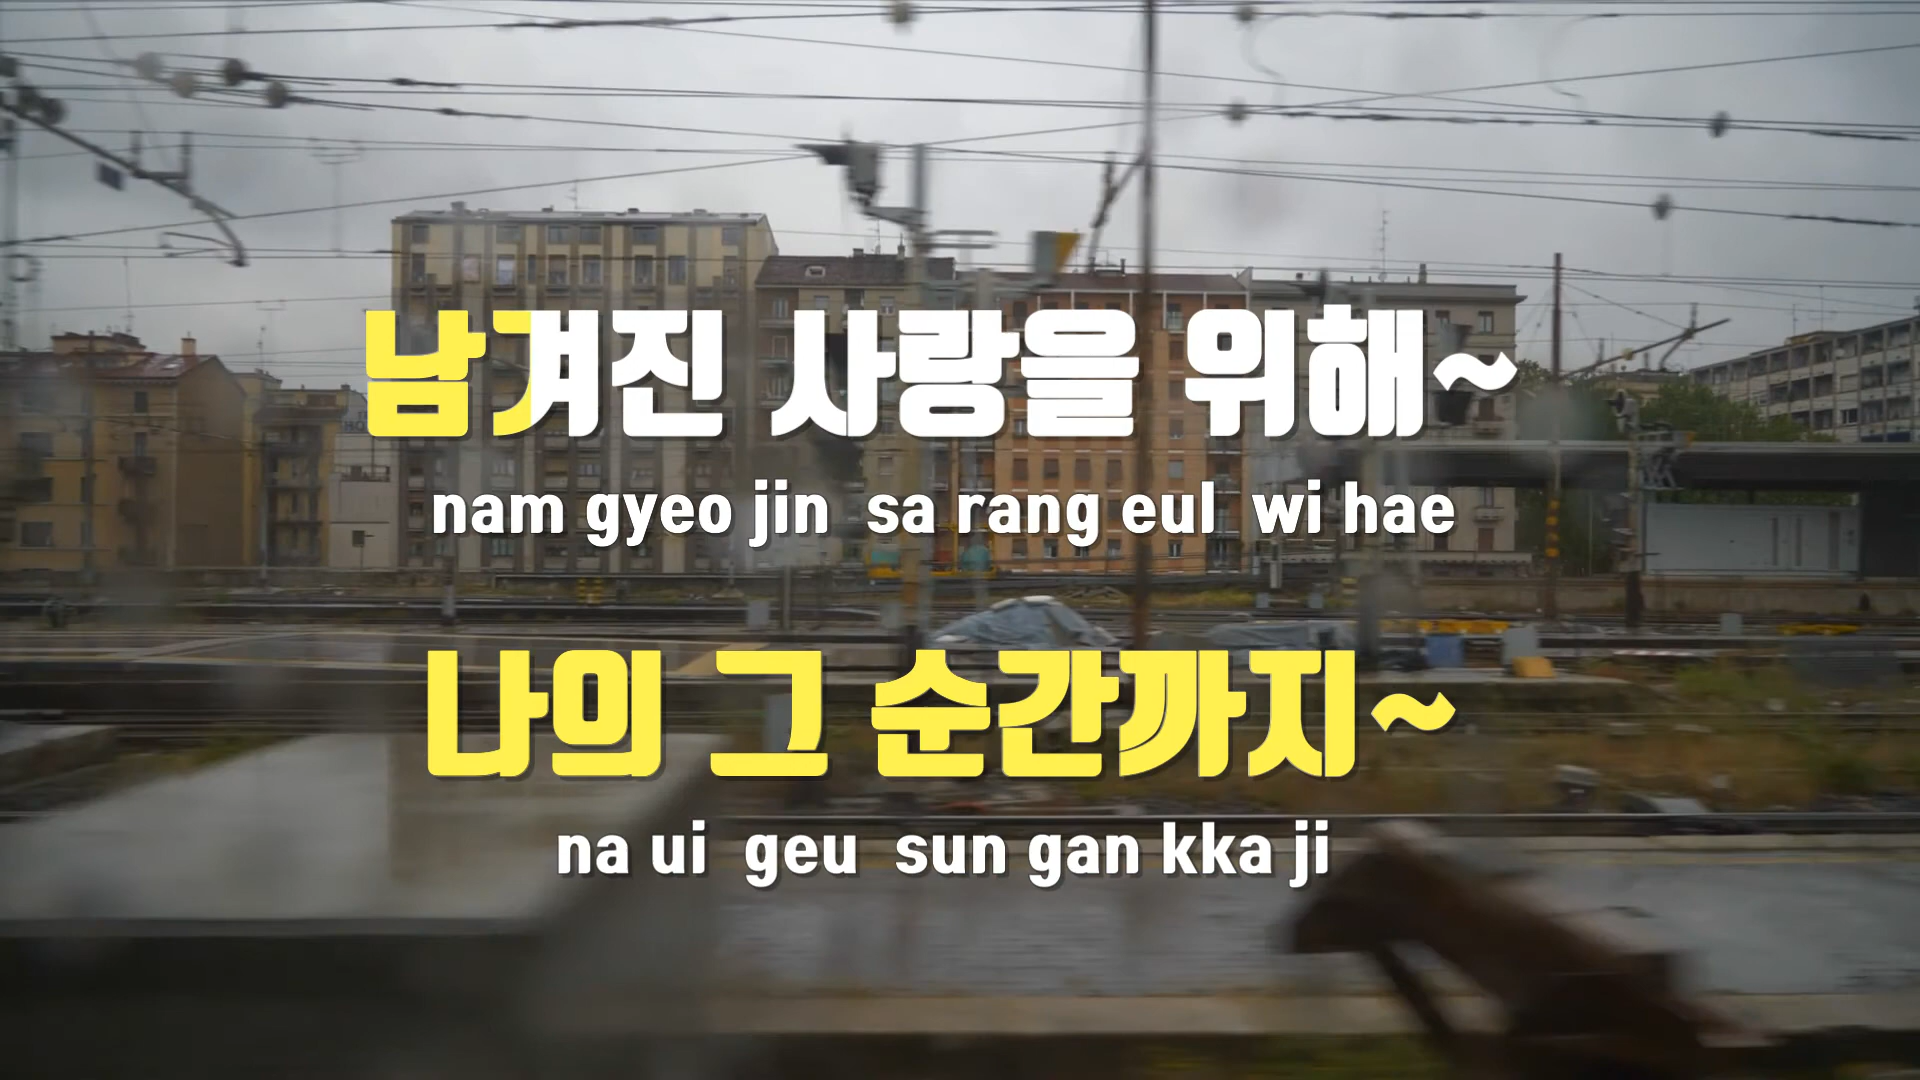 남겨진 사랑을 위해~
nam gyeo jin sa rang eul wi hae
나의 그 순간까지~
na ui geu sun gan kka ji